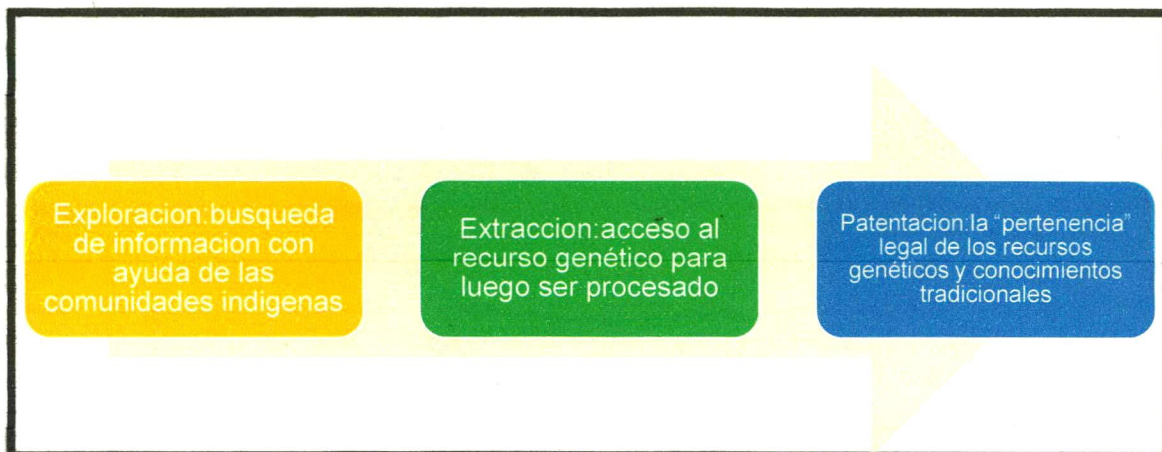 Exploracion:busqueda
de informacion con
ayuda de las
comunidades indigenas
Extraccion:acceso al
recurso genético para
luego ser procesado
Patentacion:la “pertenencia”
legal de los recursos
genéticos y conocimientos
tradicionales